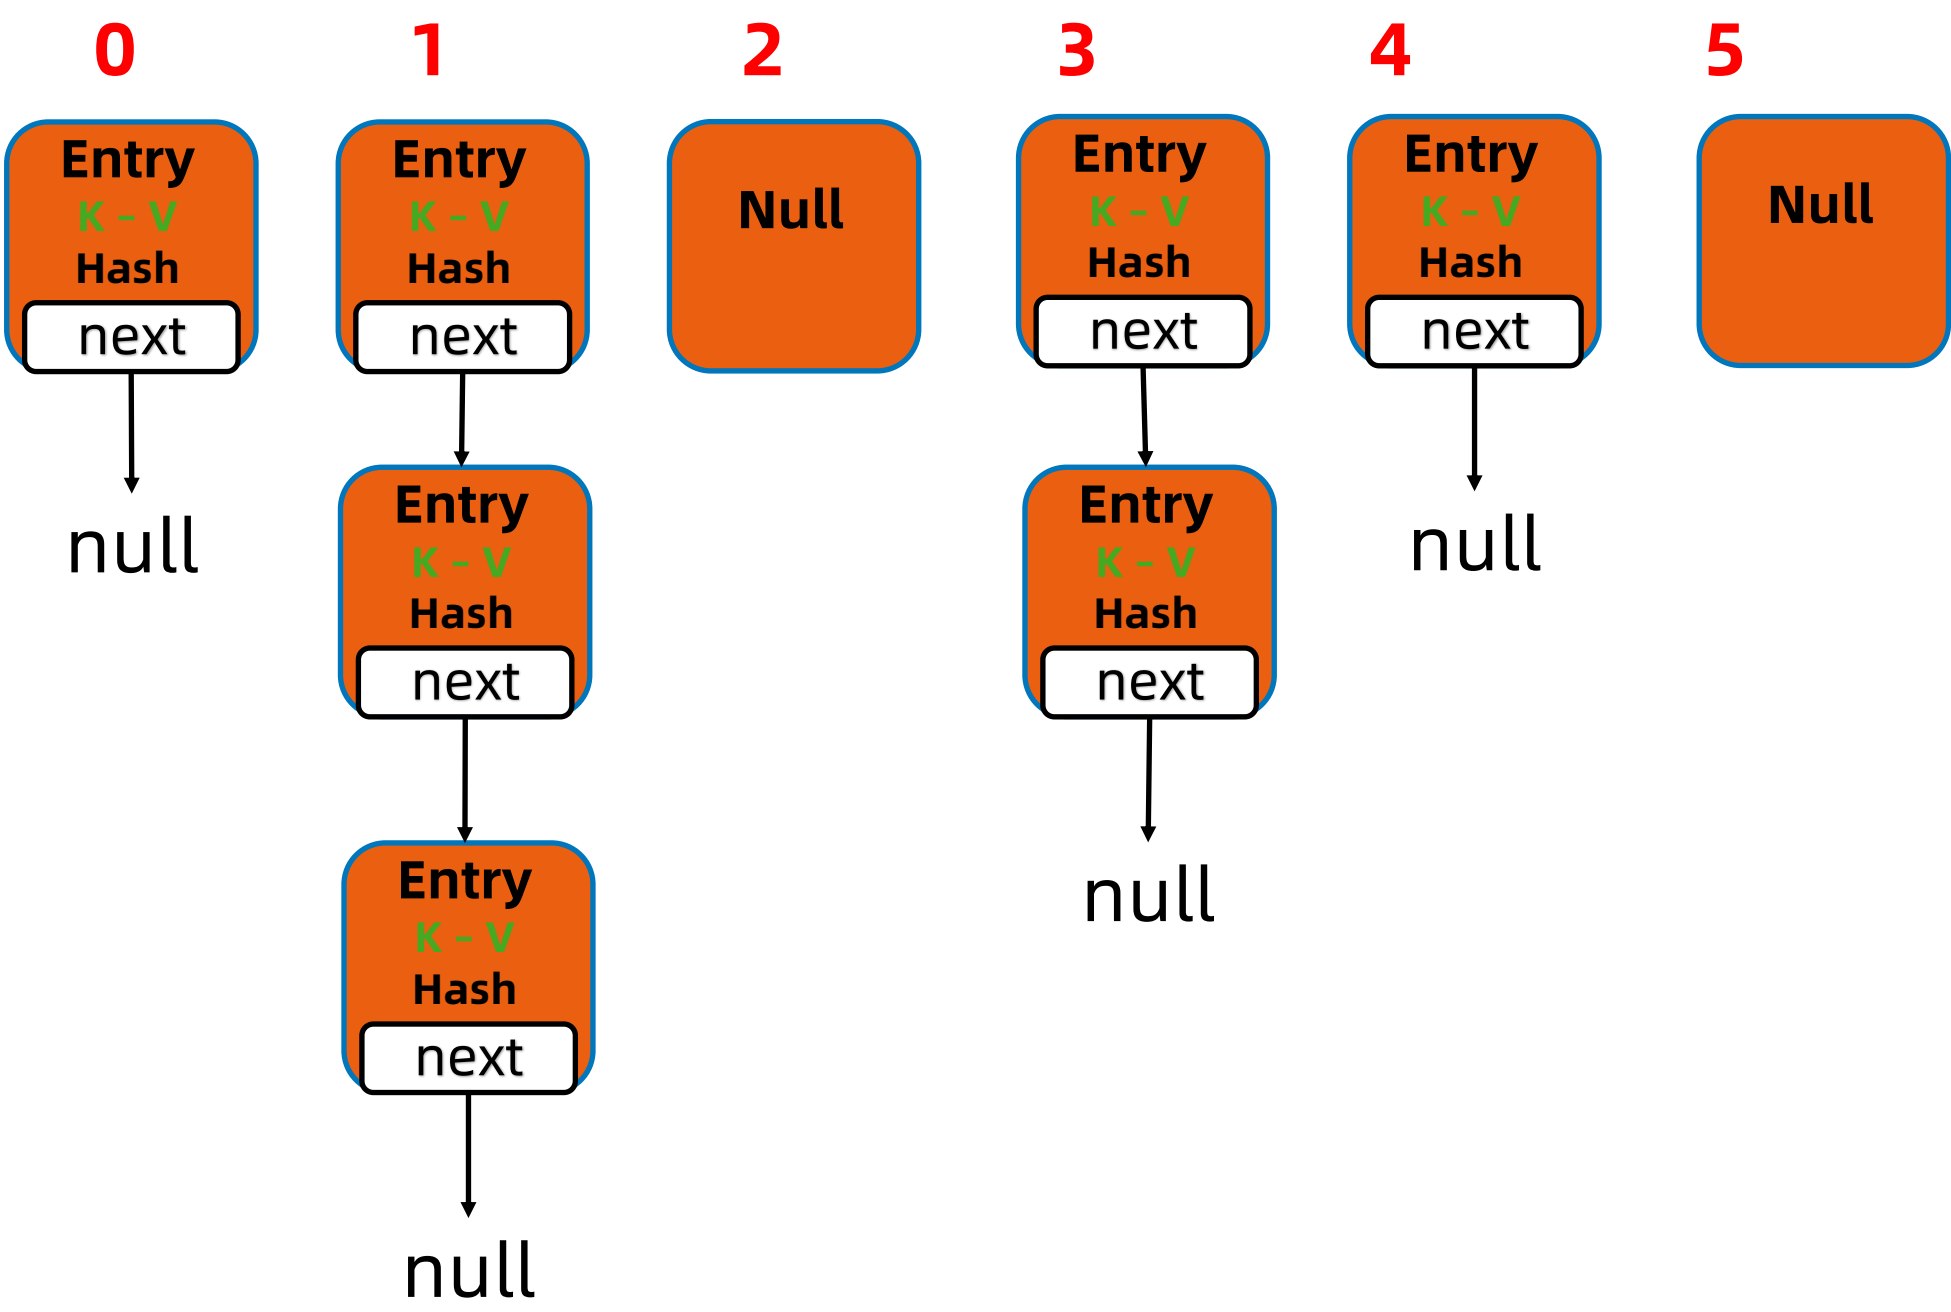 0 1 2 3 4 5
Entry
K – V
Hash
next
null
Entry
K – V
Hash
next
Entry
K – V
Hash
next
Entry
K – V
Hash
next
null
Null
Entry
K – V
Hash
next
Entry
K – V
Hash
next
null
Entry
K – V
Hash
next
null
Null